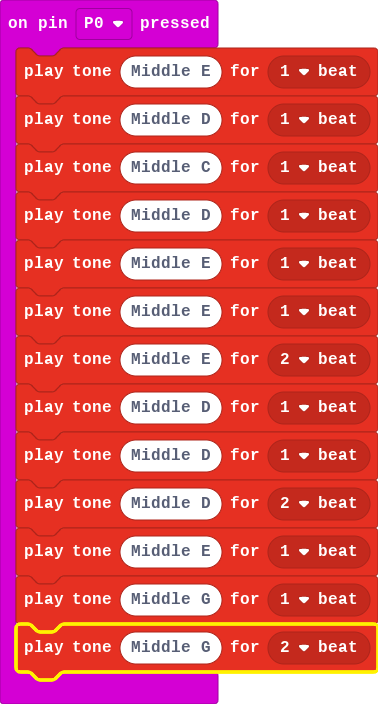 on pin P0 pressed
play tone Middle E for 1 beat
play tone Middle D for 1 beat
play tone Middle C for 1 beat
play tone Middle D for 1 beat
play tone Middle E for 1 beat
play tone Middle E for 1 beat
play tone Middle E for 2 beat
play tone Middle D for 1 beat
play tone Middle D for 1 beat
play tone Middle D for 2 beat
play tone Middle E for 1 beat
play tone Middle G for 1 beat
play tone Middle G for 2 beat